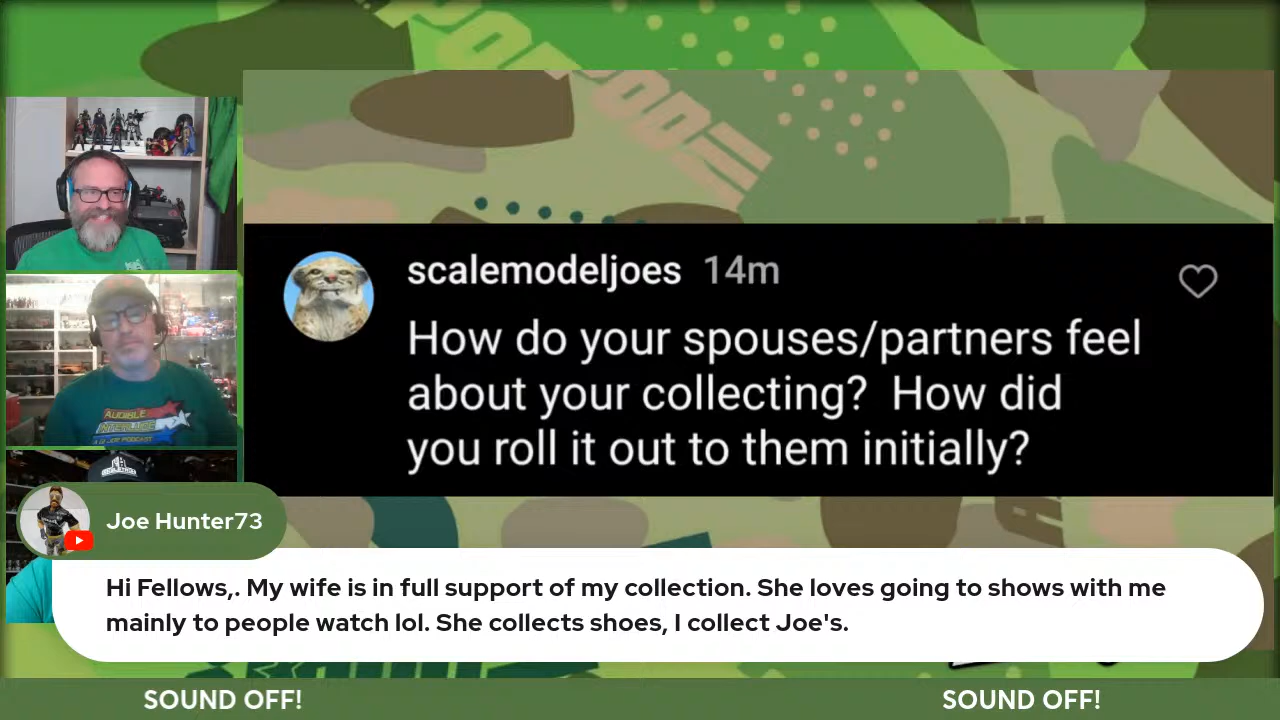 scalemodeljoes 14m
How do your spouses/partners feel
about your collecting? How did
you roll it out to them initially?
AUDIBLE
INTERLACE
Joe Hunter73
Hi Fellows,. My wife is in full support of my collection. She loves going to shows with me
mainly to people watch lol. She collects shoes, I collect Joe's.
SOUND OFF!
SOUND OFF!